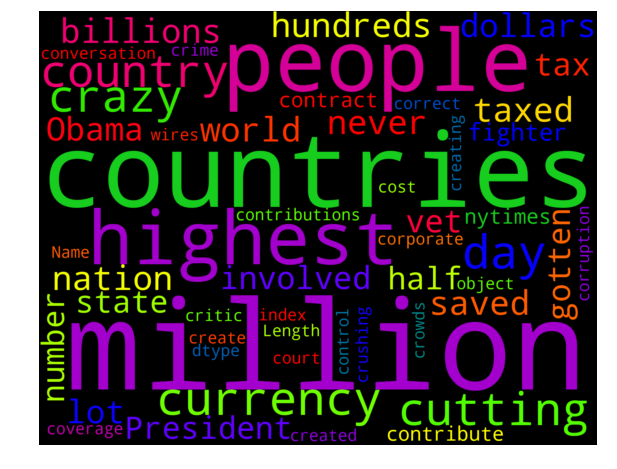 billions hundreds dollars
conversation crime
country people tax
crazy contract correct taxed
Obama wires world never creating fighter
countries
cost
highest contributions vet nytimes
Name corporate corruption
nation involved half day object gotten
number state critic index Length control crushing crowds saved
create
dtype court
million
currency cutting
lot
coverage President created contribute